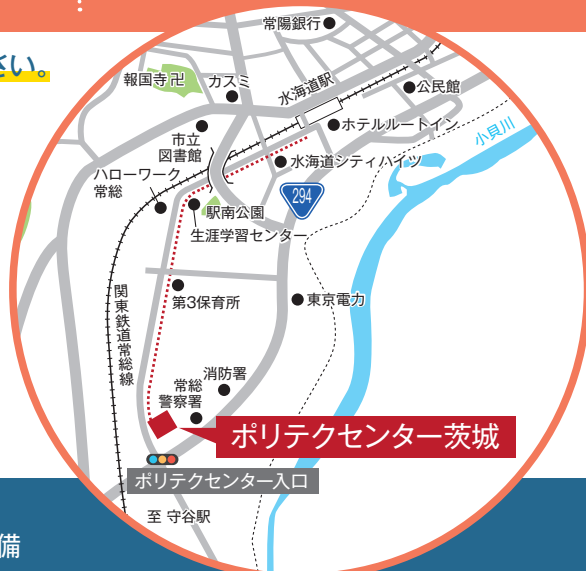 さい。
常陽銀行
報国寺卍
カスミ
水海道駅
公民館
ホテルルートイン
小貝川
市立
図書館
水海道シティハイツ
ハローワーク
常総
294
駅南公園
生涯学習センター
関東鉄道常総線
第3保育所
東京電力
消防署
常総
警察署
ポリテクセンター茨城
ポリテクセンター入口
至 守谷駅
備